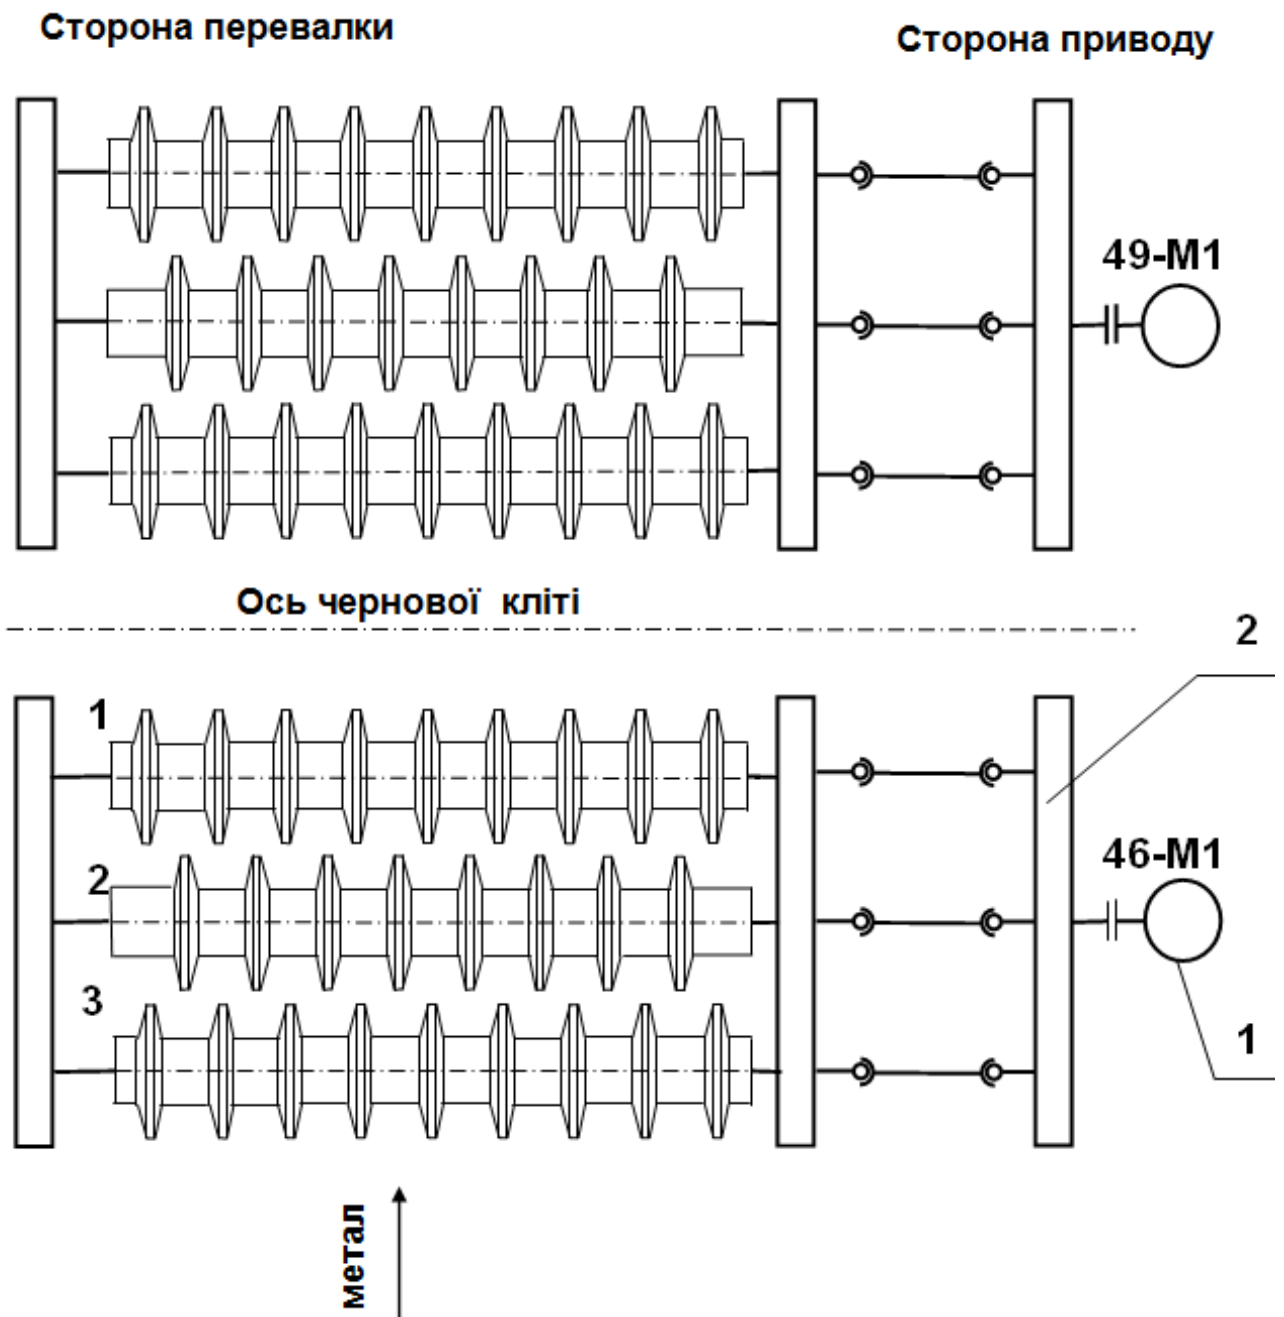 Сторона перевалки
Сторона приводу
49-М1
Ось чернової кліті
2
1
46-М1
2
3
1
метал